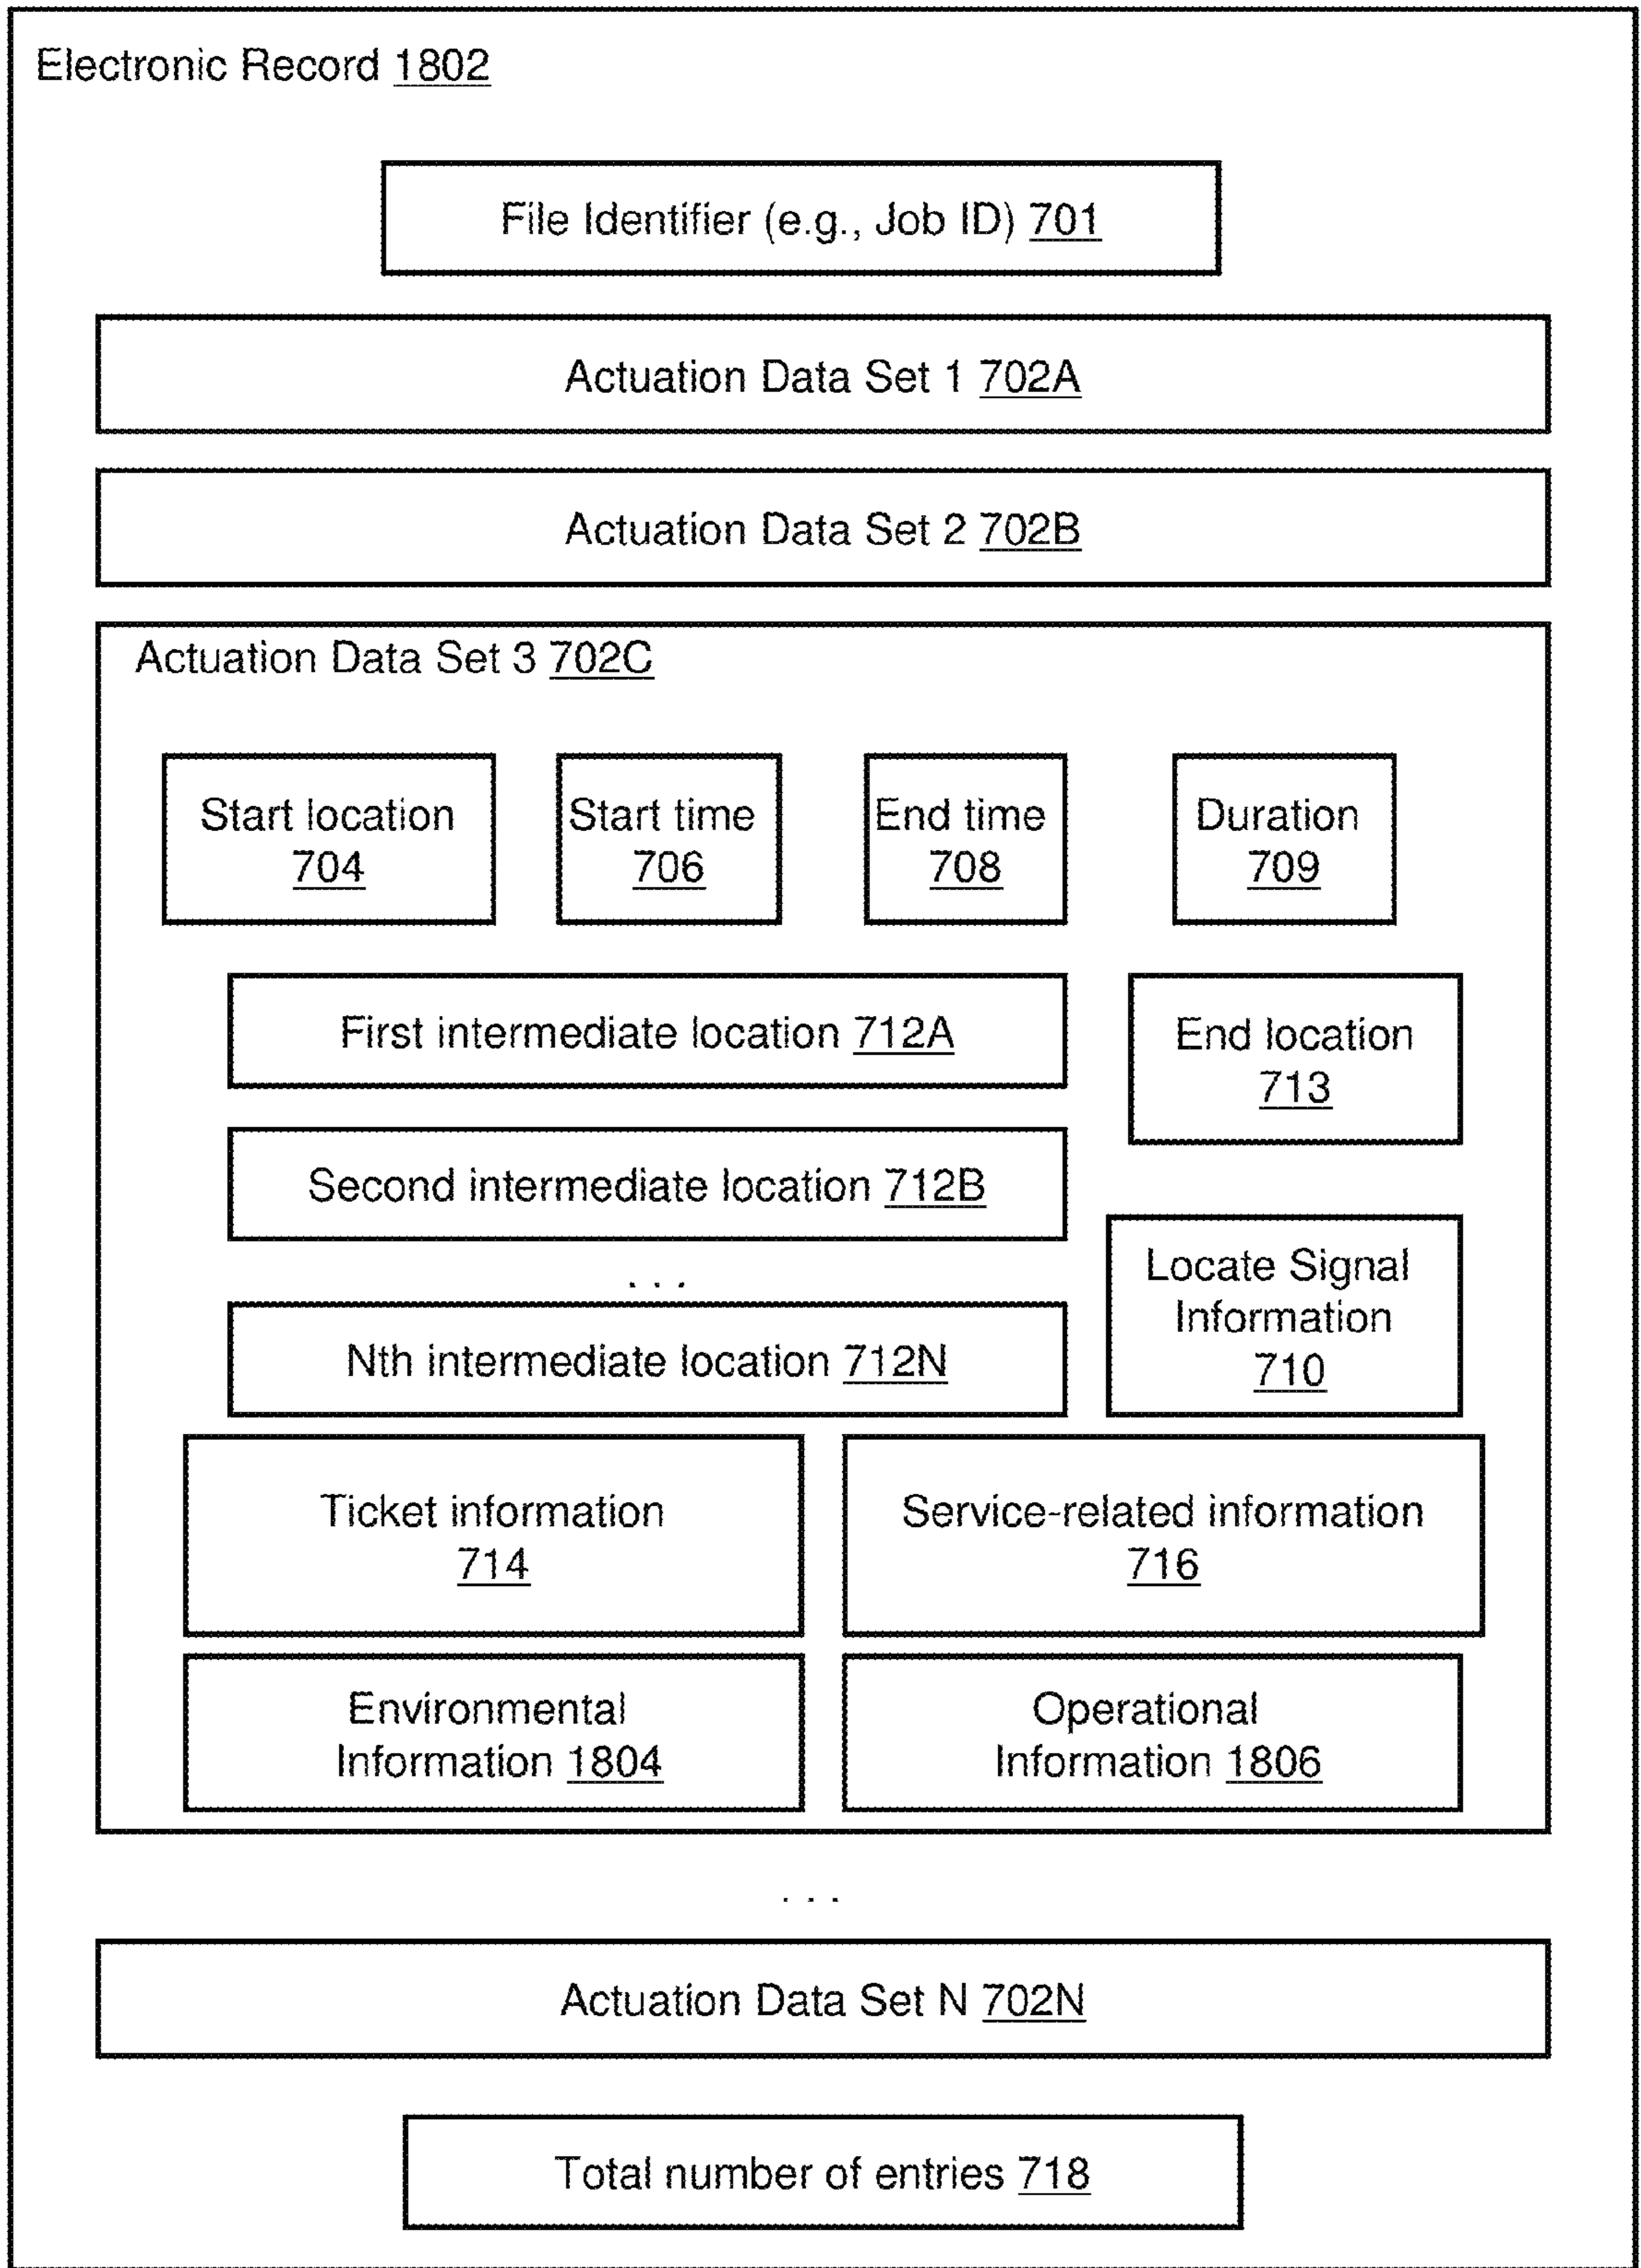 Electronic Record 1802
File Identifier (e.g., Job ID) 701
Actuation Data Set 1 702A
Actuation Data Set 2 702B
Actuation Data Set 3 702C
Start location
704
Start time
706
End time
708
Duration
709
First intermediate location 712A
End location
713
Second intermediate location 712B
. . .
Locate Signal
Information
710
Nth intermediate location 712N
Ticket information
714
Service-related information
716
Environmental
Information 1804
Operational
Information 1806
. . .
Actuation Data Set N 702N
Total number of entries 718